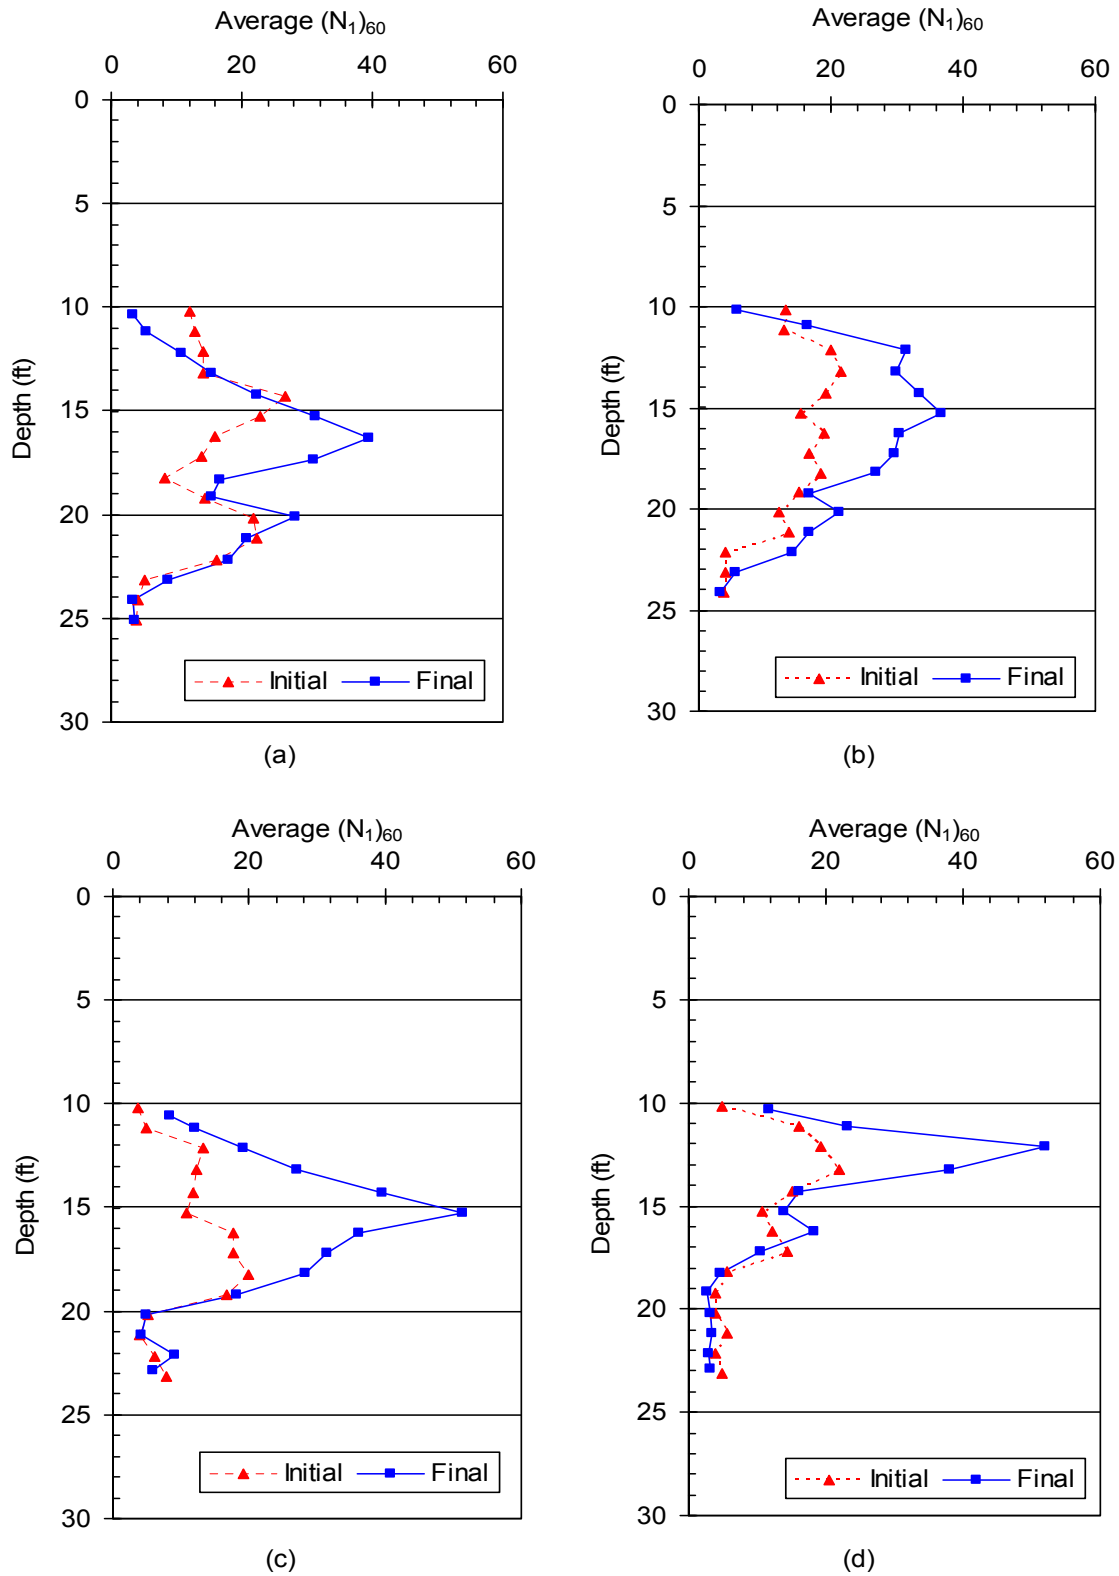 Average (N₁)₆₀
0 20 40 60
0
5
10
15
20
25
30
Depth (ft)
Initial Final
(a)
Average (N₁)₆₀
0 20 40 60
0
5
10
15
20
25
30
Depth (ft)
Initial Final
(b)
Average (N₁)₆₀
0 20 40 60
0
5
10
15
20
25
30
Depth (ft)
Initial Final
(c)
Average (N₁)₆₀
0 20 40 60
0
5
10
15
20
25
30
Depth (ft)
Initial Final
(d)